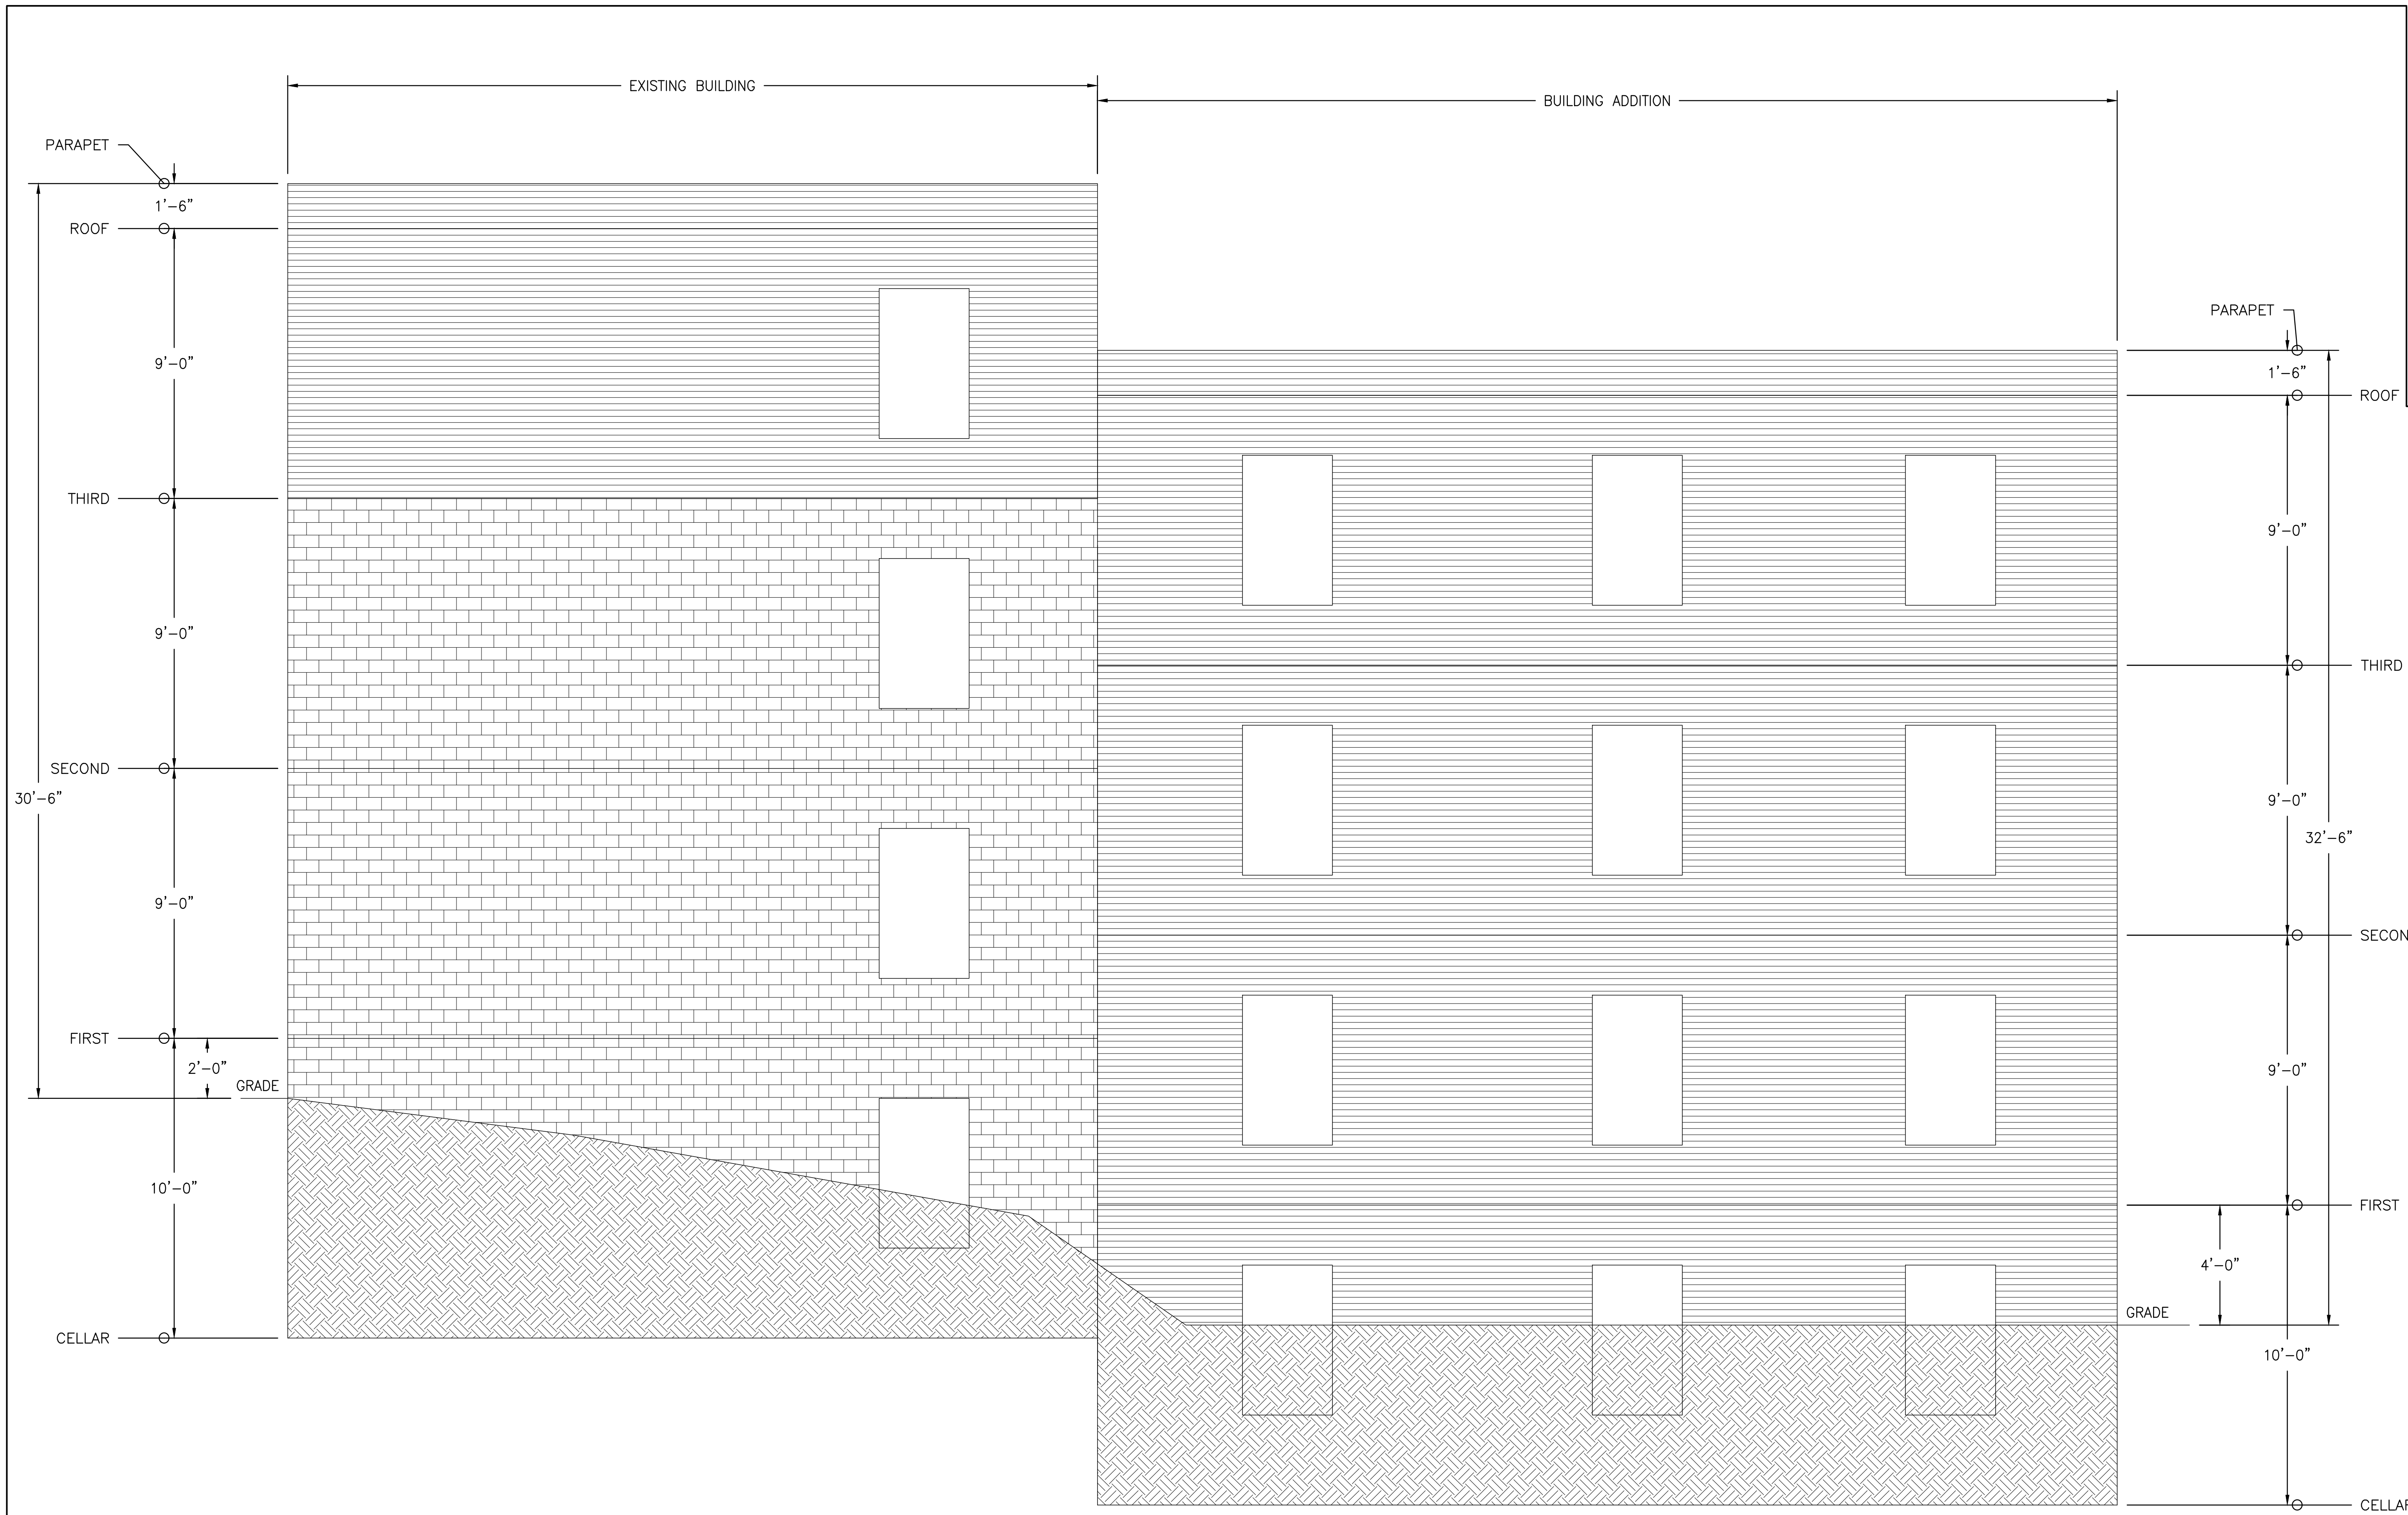 EXISTING BUILDING
BUILDING ADDITION
PARAPET
1'-6"
ROOF
9'-0"
THIRD
9'-0"
SECOND
30'-6"
9'-0"
FIRST
2'-0"
GRADE
10'-0"
CELLAR
PARAPET
1'-6"
ROOF
9'-0"
THIRD
9'-0"
32'-6"
SECON
9'-0"
FIRST
4'-0"
GRADE
10'-0"
CELLAR